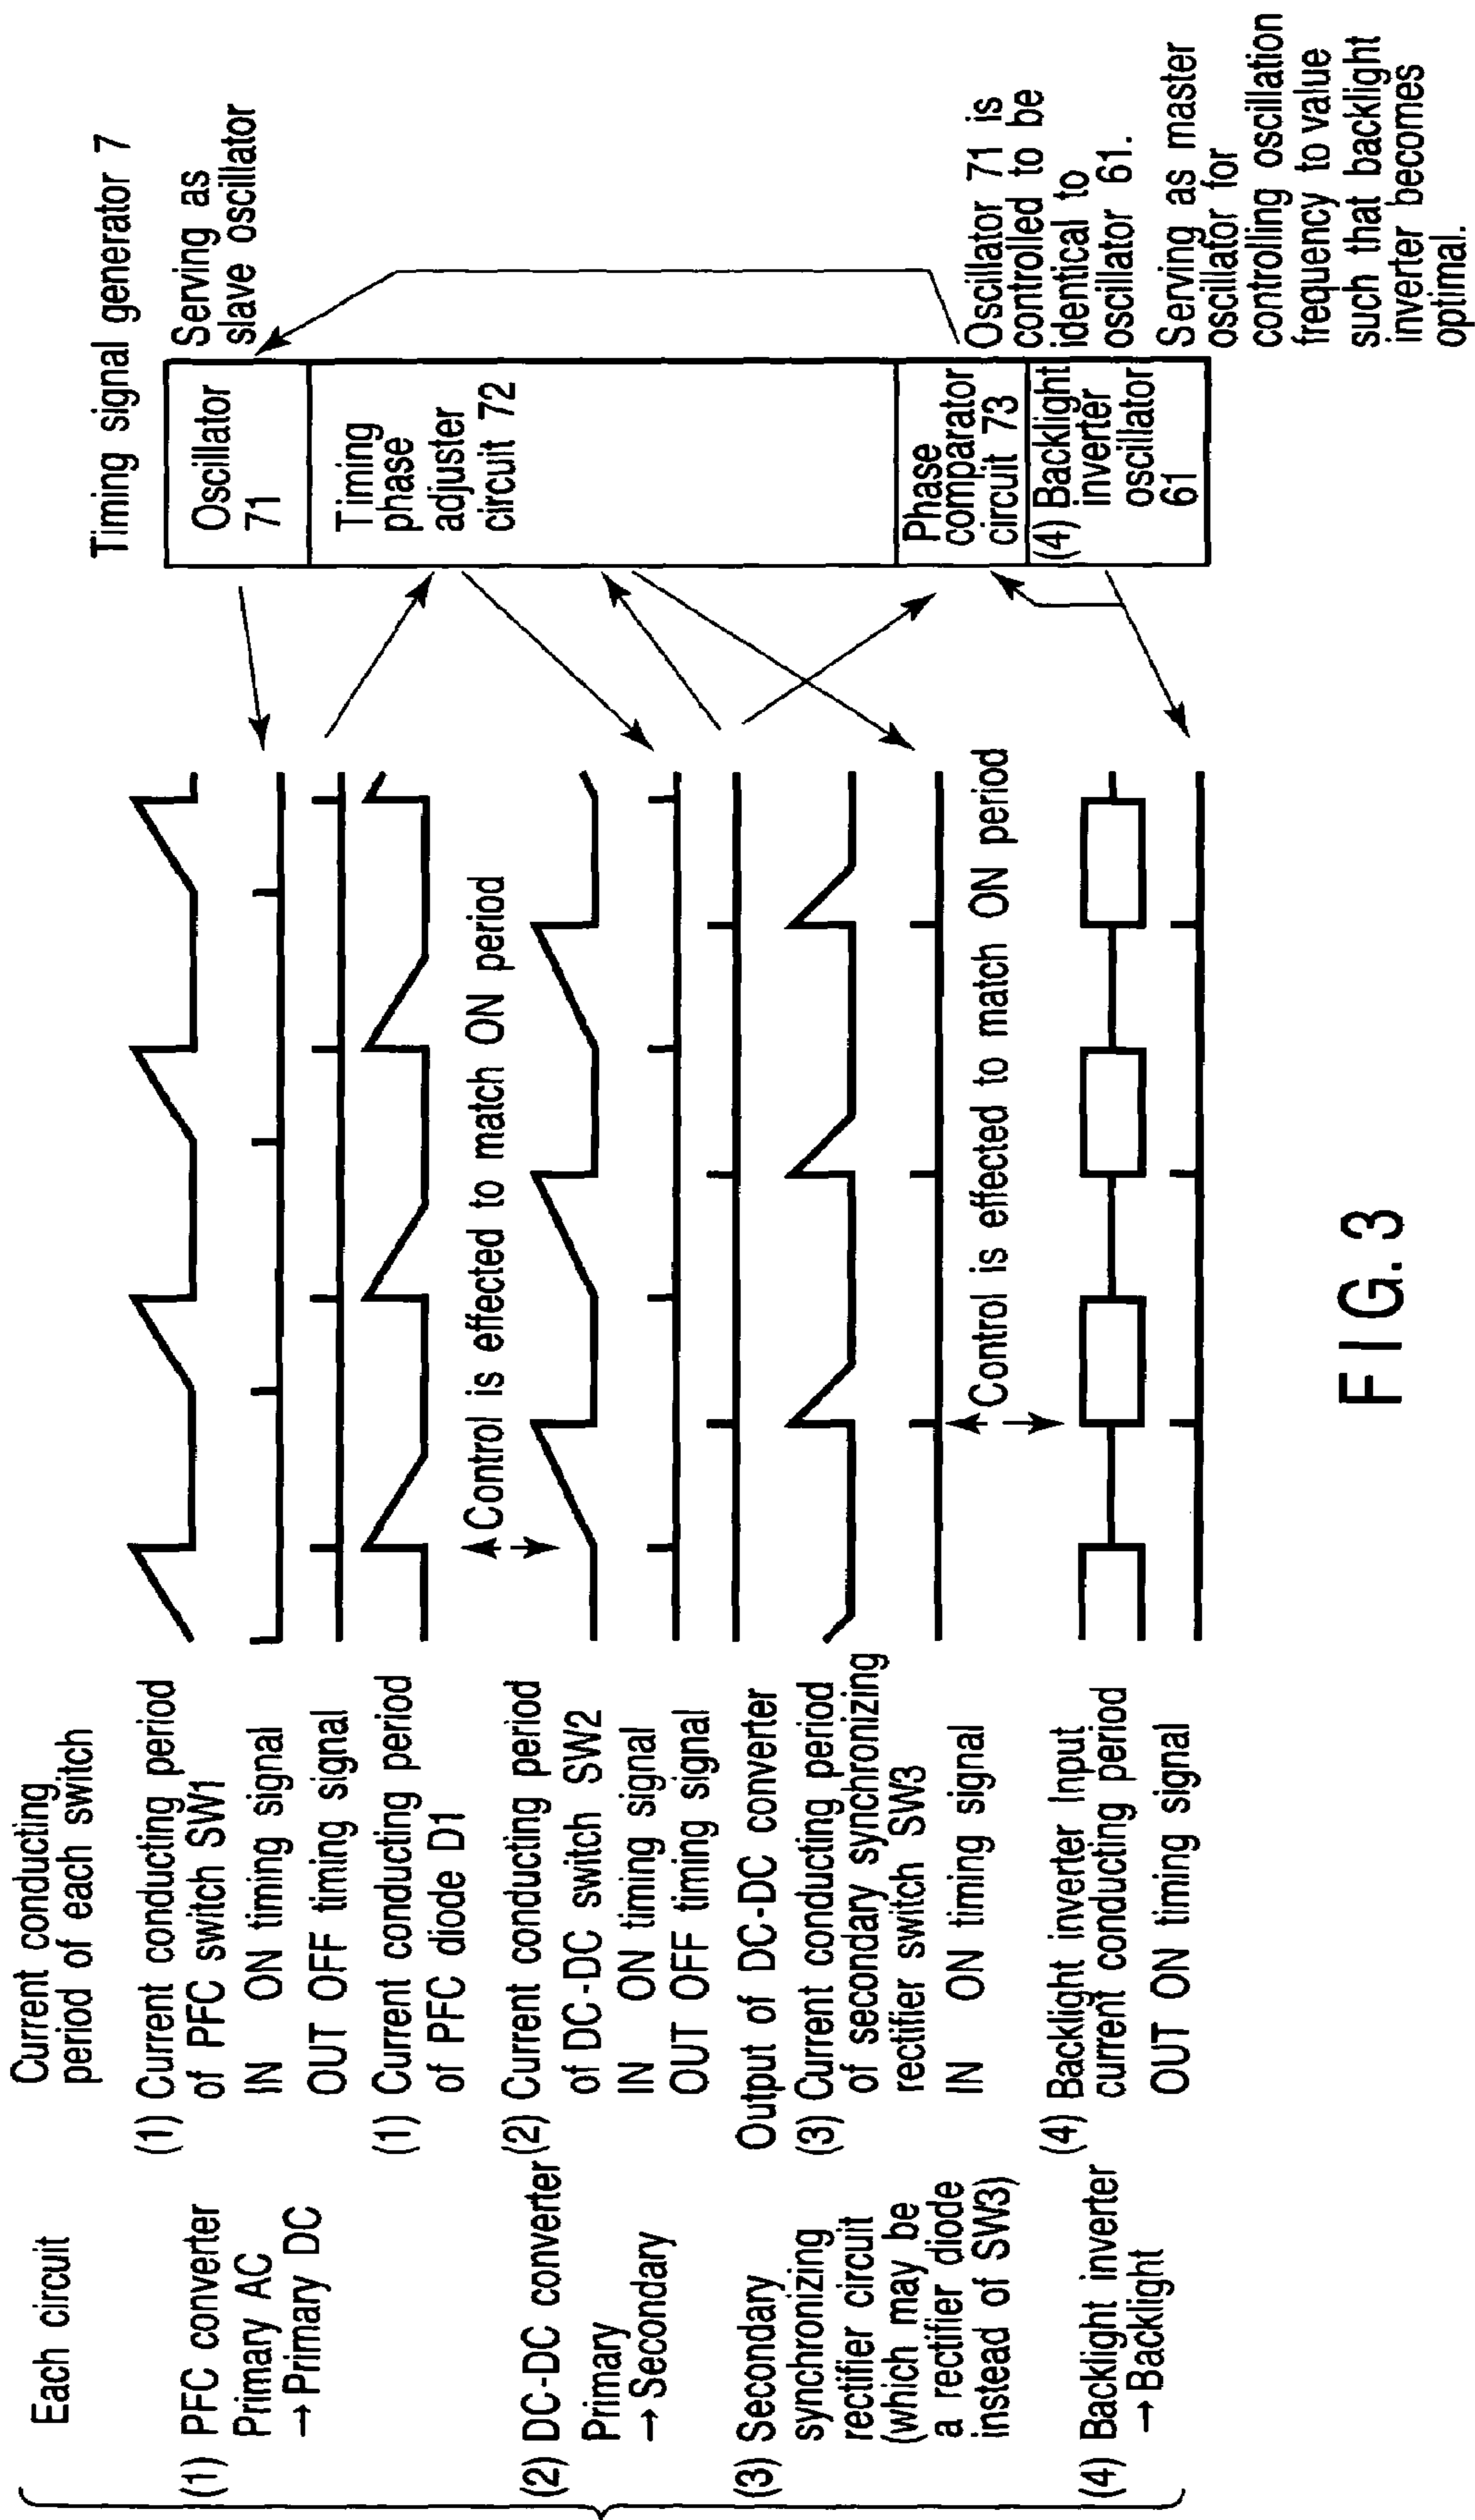 Each circuit
(1) PFC converter
Primary AC
→ Primary DC
(2) DC-DC converter
Primary
→ Secondary
(3) Secondary
synchronizing
rectifier circuit
(which may be
a rectifier diode
instead of SW3)
(4) Backlight inverter
→ Backlight
Current conducting
period of each switch
(1) Current conducting period
of PFC switch SW1
IN ON timing signal
OUT OFF timing signal
(1) Current conducting period
of PFC diode D1
(2) Current conducting period
of DC-DC switch SW2
IN ON timing signal
OUT OFF timing signal
Output of DC-DC converter
(3) Current conducting period
of secondary synchronizing
rectifier switch SW3
IN ON timing signal
(4) Backlight inverter Input
current conducting period
OUT ON timing signal
Control is effected to match ON period
Control is effected to match ON period
Timing signal generator 7
Oscillator
71
Timing
phase
adjuster
circuit 72
Phase
comparator
circuit 73
(4) Backlight
inverter
oscillator
61
Serving as
slave oscillator
Oscillator 71 is
controlled to be
identical to
oscillator 61.
Serving as master
oscillator for
controlling oscillation
frequency to value
such that backlight
inverter becomes
optimal.
FIG. 3